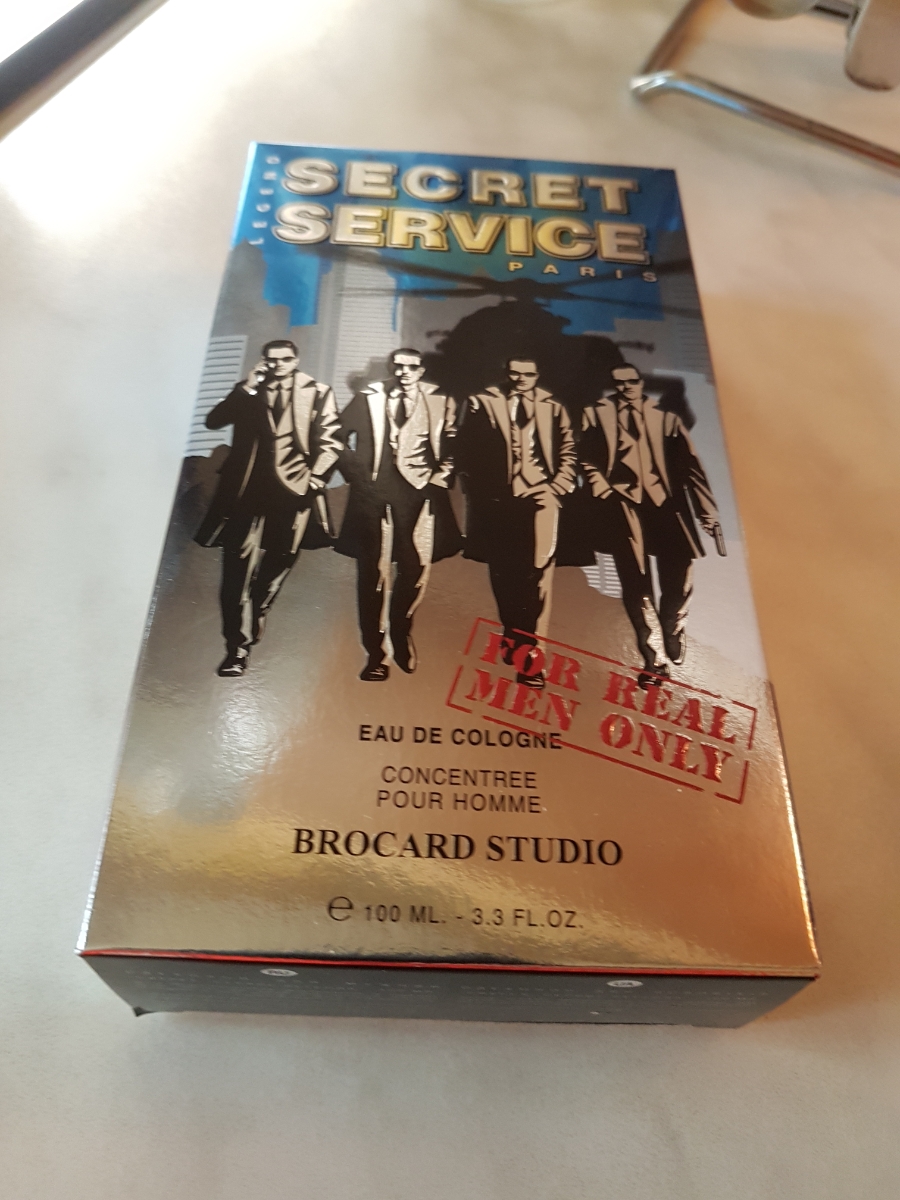 LEGEND
SECRET
SERVICE
PARIS
FOR REAL
MEN ONLY
EAU DE COLOGNE
CONCENTREE
POUR HOMME
BROCARD STUDIO
℮ 100 ML. - 3.3 FL.OZ.